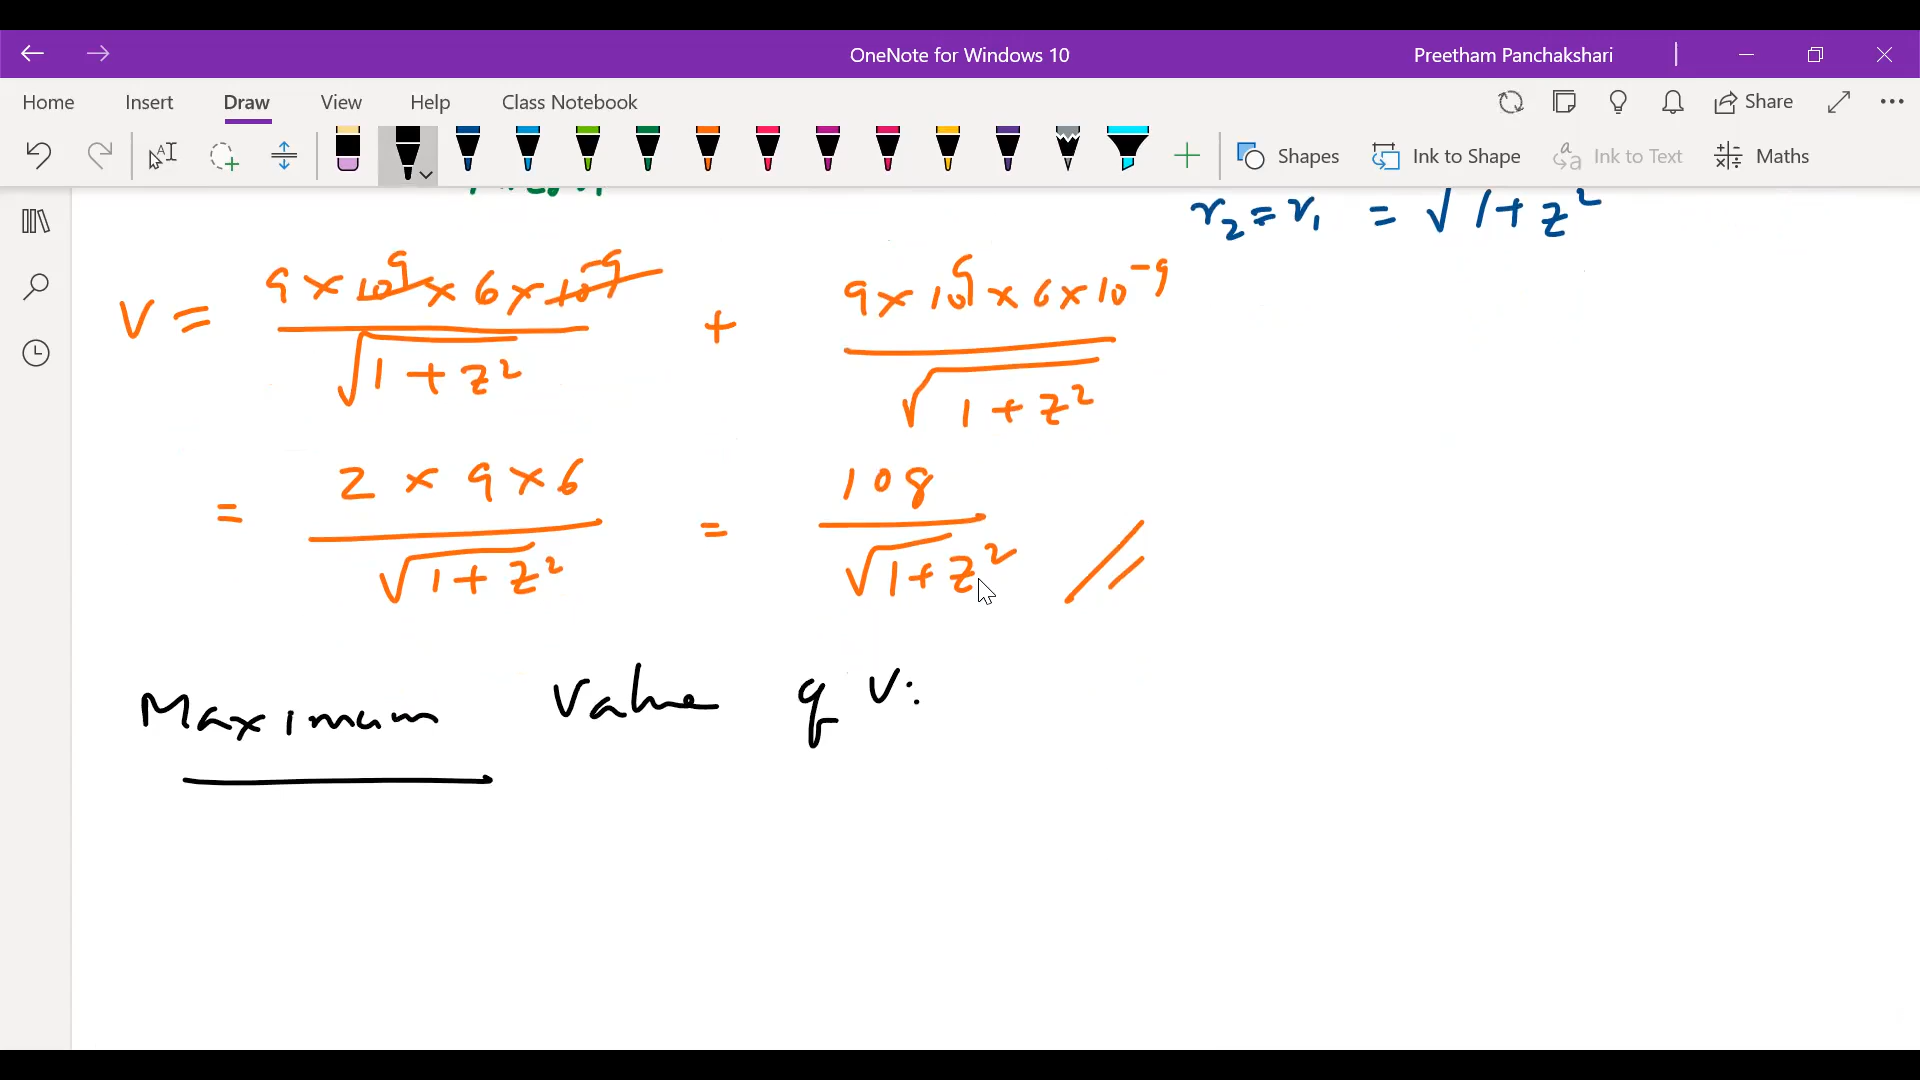 OneNote for Windows 10
Preetham Panchakshari
Home Insert Draw View Help Class Notebook Share
Shapes Ink to Shape Ink to Text Maths
r₂ = r₁ = √1+z²
V = 9×10⁹×6×10⁻⁹ / √1+z² + 9×10⁹×6×10⁻⁹ / √1+z²
= 2×9×6 / √1+z² = 108 / √1+z² //
Maximum Value of V: